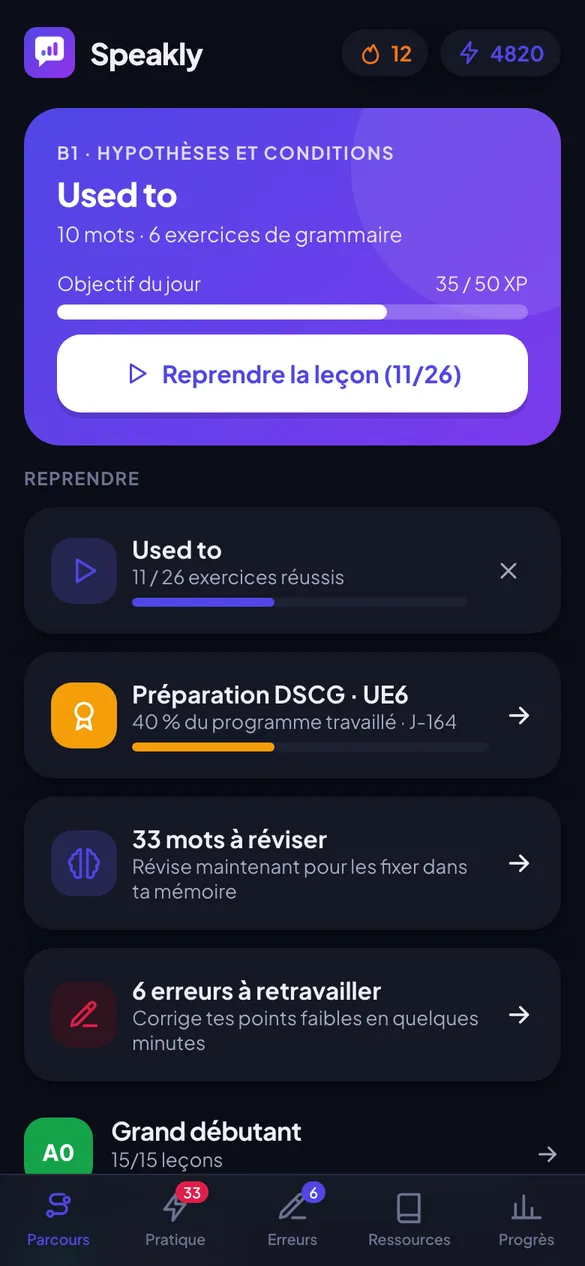 Speakly
12
4820
B1 · HYPOTHÈSES ET CONDITIONS
Used to
10 mots · 6 exercices de grammaire
Objectif du jour
35 / 50 XP
Reprendre la leçon (11/26)
REPRENDRE
Used to
11 / 26 exercices réussis
Préparation DSCG · UE6
40 % du programme travaillé · J-164
33 mots à réviser
Révise maintenant pour les fixer dans
ta mémoire
6 erreurs à retravailler
Corrige tes points faibles en quelques
minutes
A0
Grand débutant
15/15 leçons
33
6
Parcours
Pratique
Erreurs
Ressources
Progrès